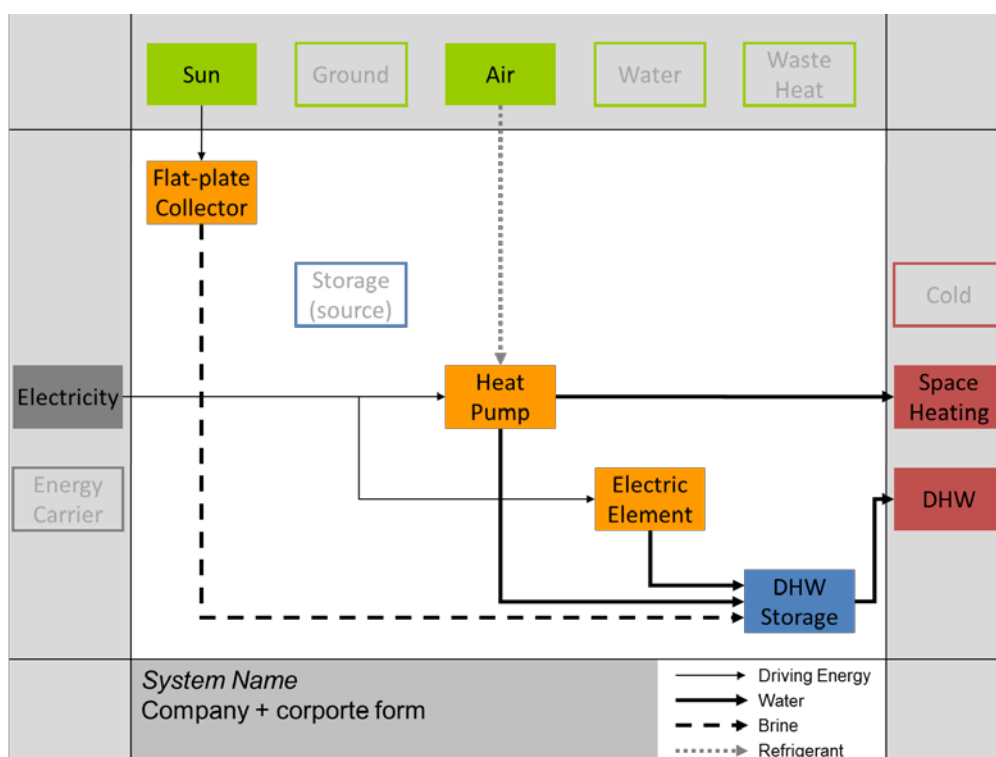 Sun
Ground
Air
Water
Waste
Heat
Flat-plate
Collector
Storage
(source)
Cold
Electricity
Heat
Pump
Space
Heating
Energy
Carrier
Electric
Element
DHW
DHW
Storage
System Name
Company + corporte form
Driving Energy
Water
Brine
Refrigerant